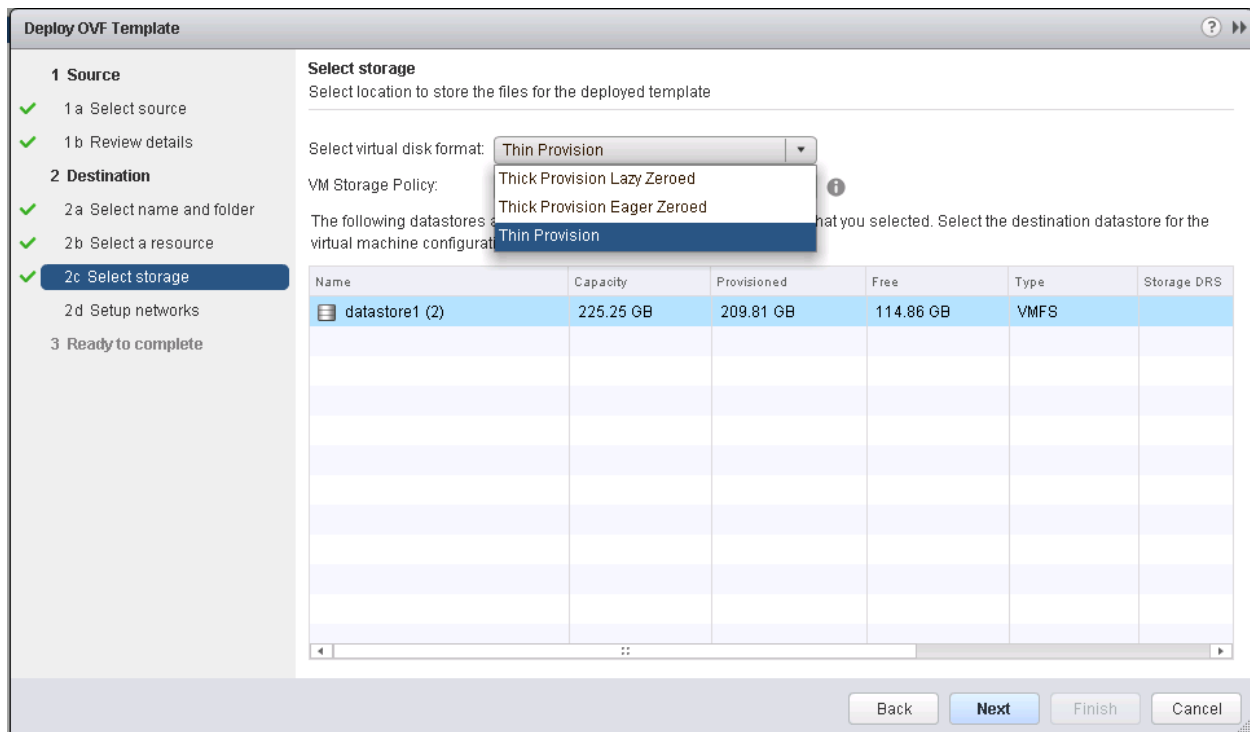 Deploy OVF Template
1 Source
1a Select source
1b Review details
2 Destination
2a Select name and folder
2b Select a resource
2c Select storage
2d Setup networks
3 Ready to complete
Select storage
Select location to store the files for the deployed template
Select virtual disk format: Thin Provision
Thick Provision Lazy Zeroed
VM Storage Policy:
Thick Provision Eager Zeroed
The following datastores hat you selected. Select the destination datastore for the
Thin Provision
virtual machine
Name Capacity Provisioned Free Type Storage DRS
datastore1 (2) 225.25 GB 209.81 GB 114.86 GB VMFS
Back Next Finish Cancel